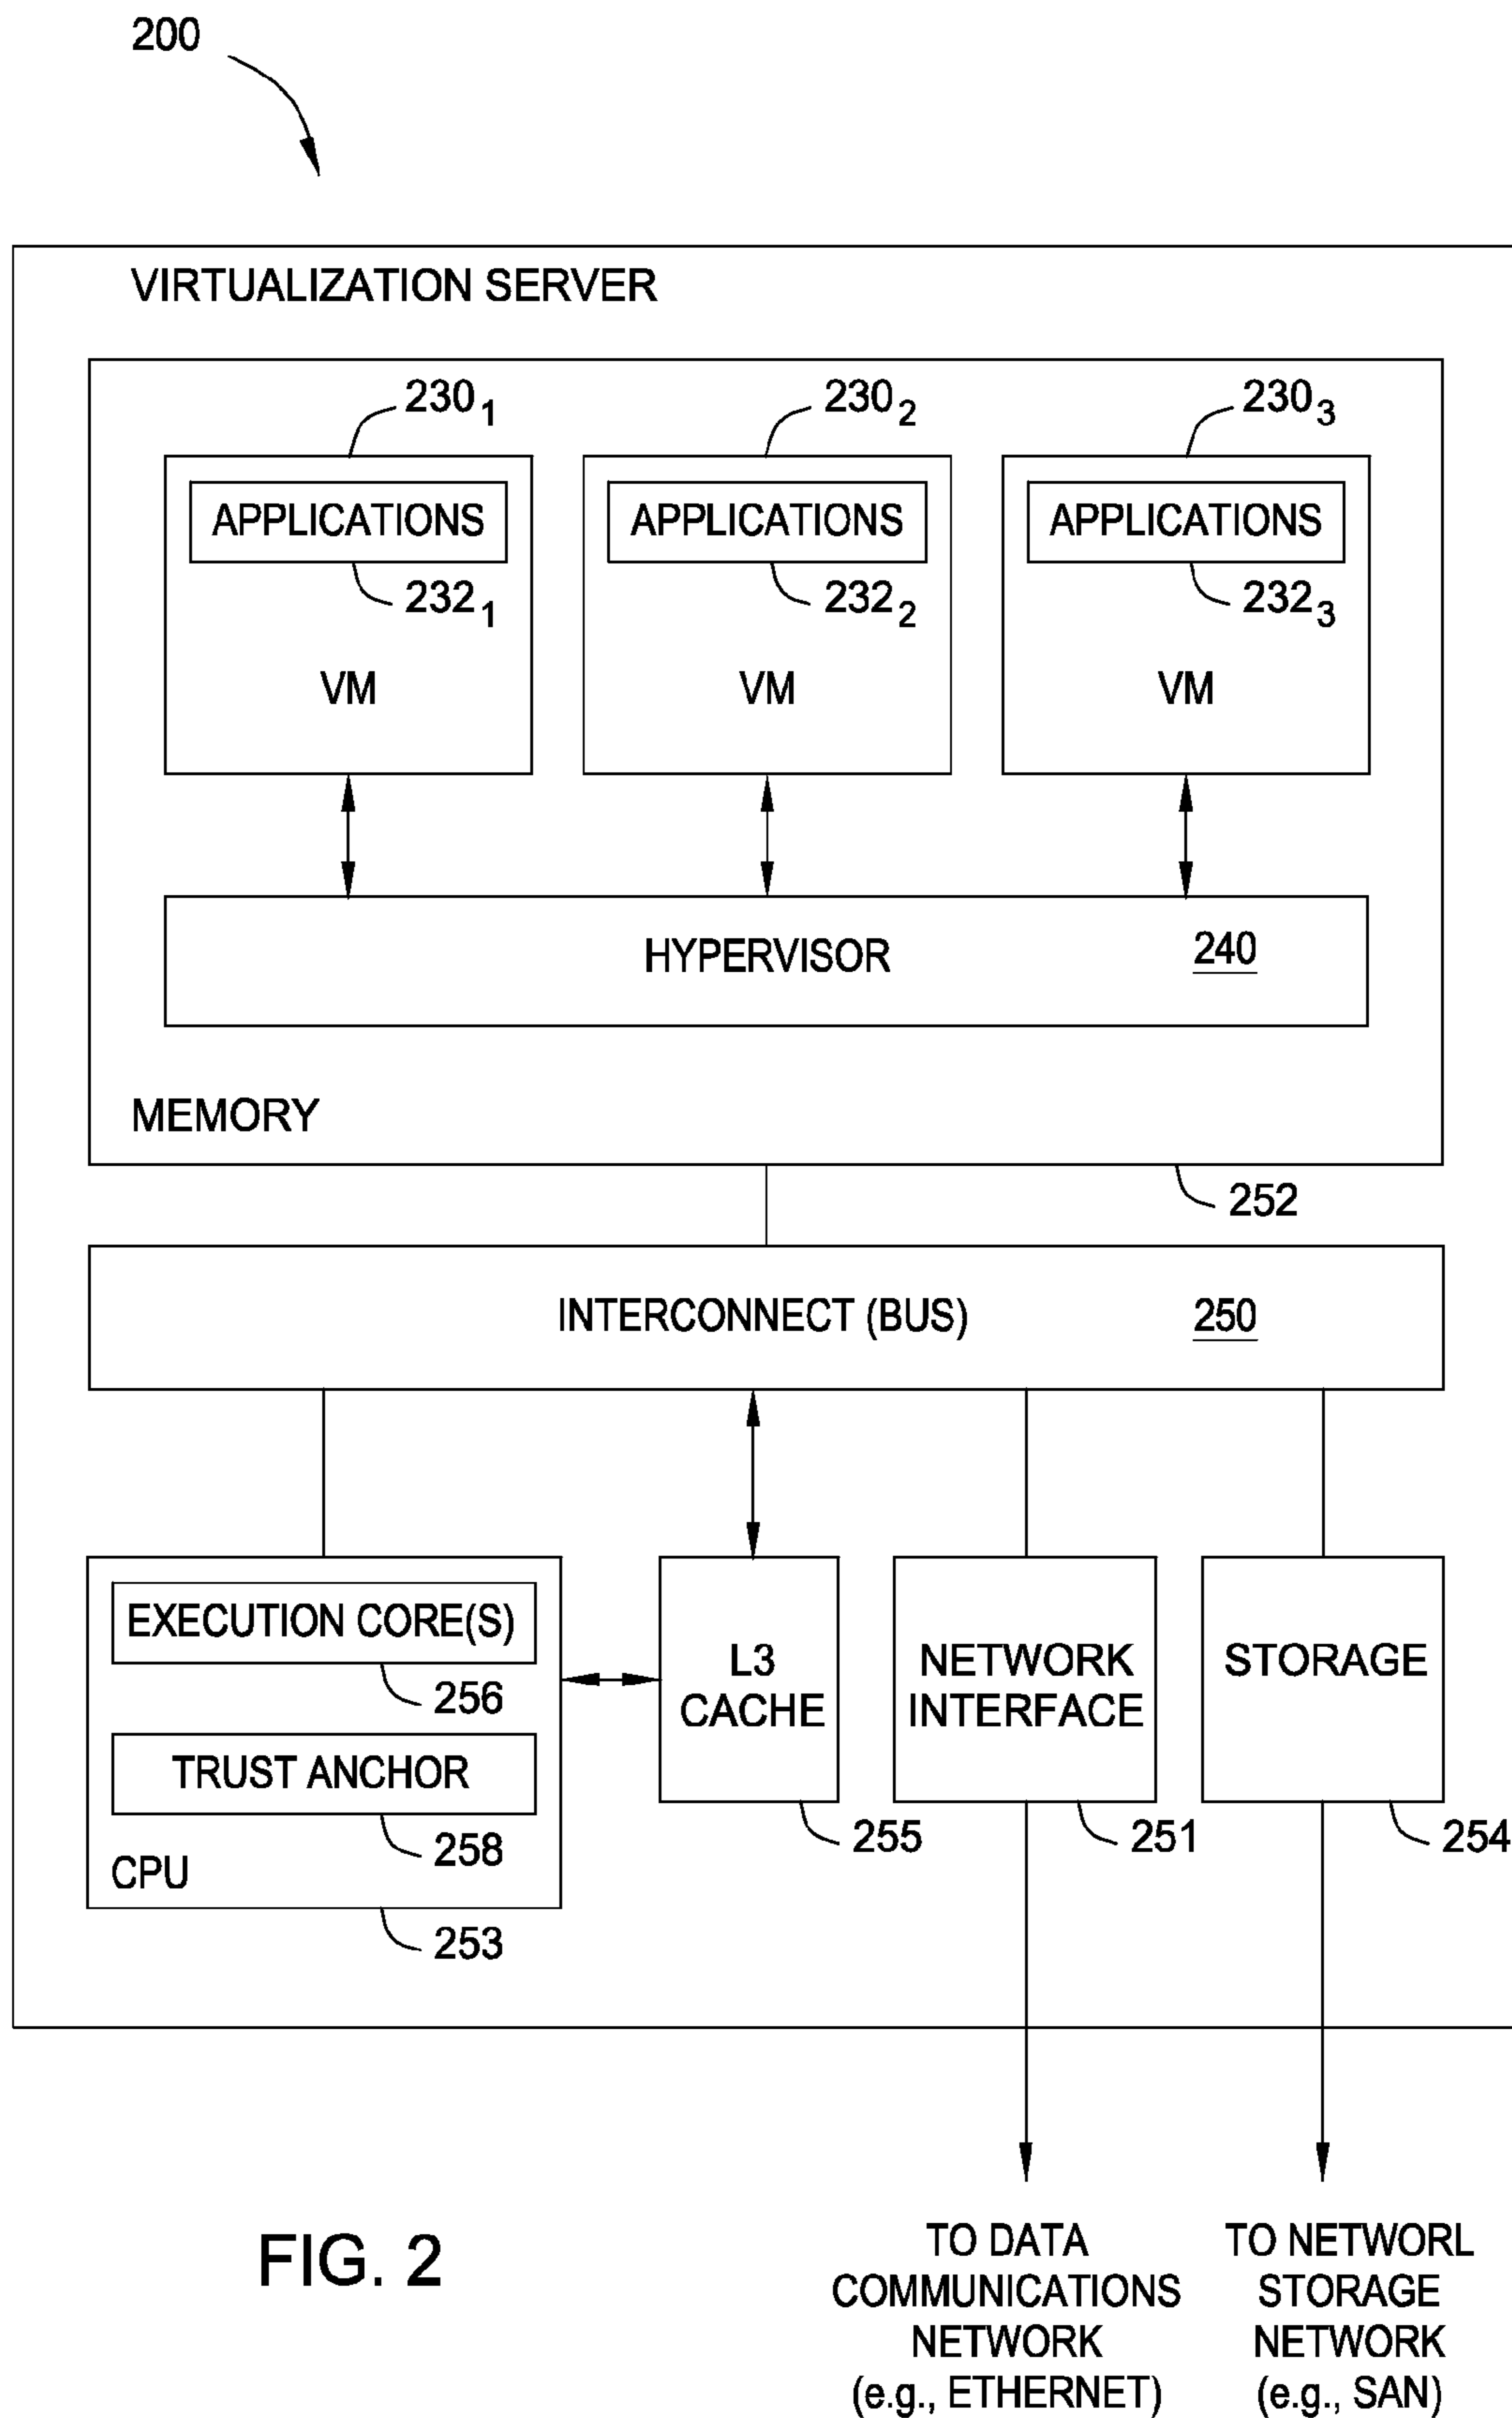 200
VIRTUALIZATION SERVER
230₁ 230₂ 230₃
APPLICATIONS APPLICATIONS APPLICATIONS
232₁ 232₂ 232₃
VM VM VM
HYPERVISOR 240
MEMORY
252
INTERCONNECT (BUS) 250
EXECUTION CORE(S)
256
TRUST ANCHOR
258
CPU
253
L3
CACHE
255
NETWORK
INTERFACE
251
STORAGE
254
TO DATA
COMMUNICATIONS
NETWORK
(e.g., ETHERNET)
TO NETWORL
STORAGE
NETWORK
(e.g., SAN)
FIG. 2